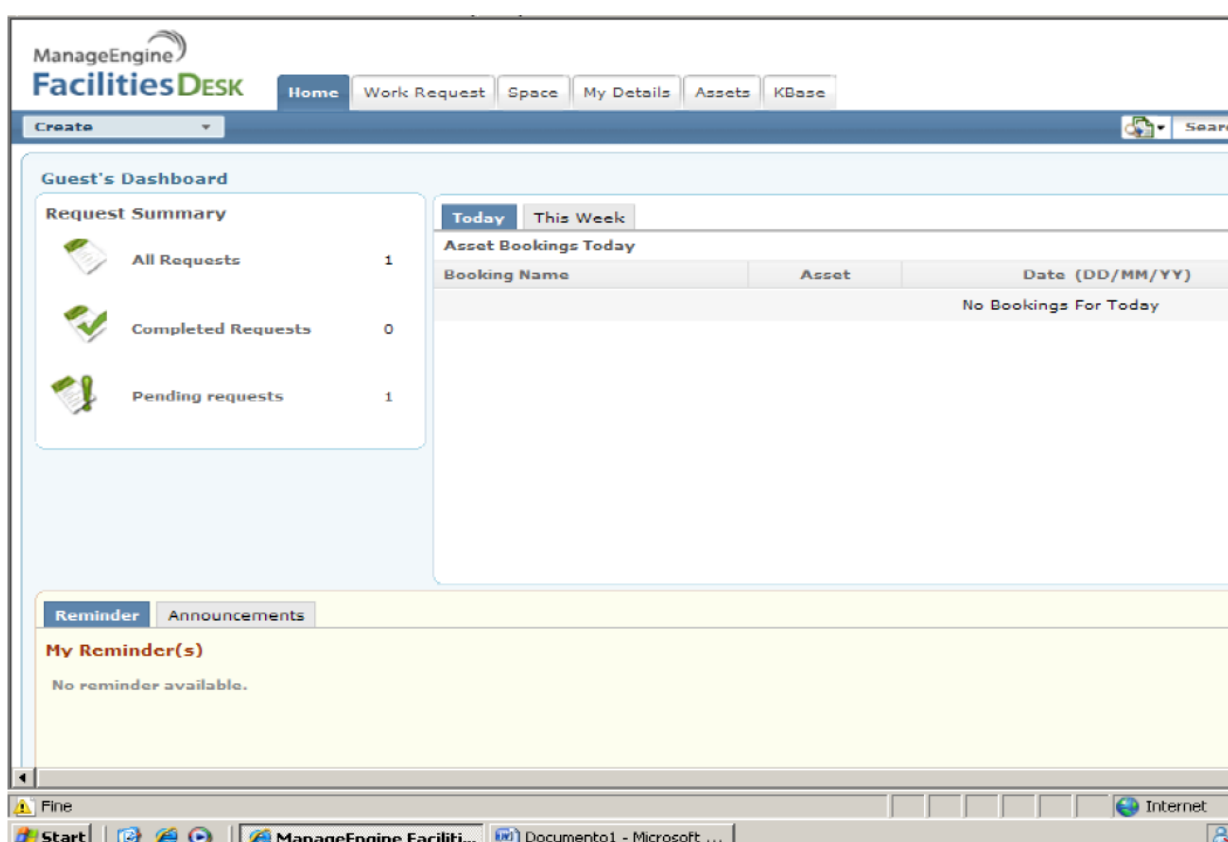 ManageEngine
FacilitiesDESK
Home Work Request Space My Details Assets KBase
Create
Guest's Dashboard
Request Summary
All Requests 1
Completed Requests 0
Pending requests 1
Today This Week
Asset Bookings Today
Booking Name Asset Date (DD/MM/YY)
No Bookings For Today
Reminder Announcements
My Reminder(s)
No reminder available.
Fine Internet
Start ManageEngine Faciliti... Documento1 - Microsoft ...